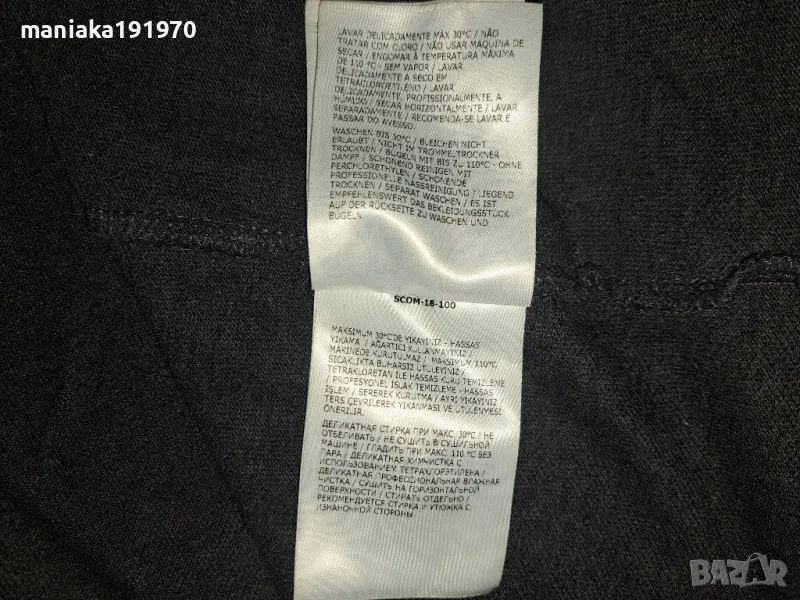 maniaka191970
LAVAR DELICADAMENTE MÁX 30°C / NÃO
TRATAR COM CLORO / NÃO USAR MÁQUINA DE
SECAR / ENGOMAR À TEMPERATURA MÁXIMA
DE 110 °C - SEM VAPOR / LAVAR
DELICADAMENTE A SECO EM
TETRACLOROETILENO / LAVAR
DELICADAMENTE, PROFISSIONALMENTE, A
HÚMIDO / SECAR HORIZONTALMENTE / LAVAR
SEPARADAMENTE / RECOMENDA-SE LAVAR E
PASSAR DO AVESSO.
WASCHEN BIS 30°C / BLEICHEN NICHT
ERLAUBT / NICHT IM TROMMELTROCKNER
TROCKNEN / BÜGELN MIT BIS ZU 110°C - OHNE
DAMPF / SCHONEND REINIGEN MIT
PERCHLORETHYLEN / SCHONENDE
PROFESSIONELLE NASSREINIGUNG / LIEGEND
TROCKNEN / SEPARAT WASCHEN / ES IST
EMPFEHLENSWERT DAS BEKLEIDUNGSSTÜCK
AUF DER RÜCKSEITE ZU WASCHEN UND
BÜGELN.
SCOM-18-100
MAKSIMUM 30°C'DE YIKAYINIZ - HASSAS
YIKAMA / AĞARTICI KULLANMAYINIZ /
MAKİNEDE KURUTULMAZ / MAKSIMUM 110°C
SICAKLIKTA BUHARSIZ ÜTÜLEYİNİZ /
TETRAKLORETAN ILE HASSAS KURU TEMİZLEME
/ PROFESYONEL ISLAK TEMİZLEME - HASSAS
İŞLEM / SEREREK KURUTMA / AYRI YIKAYINIZ /
TERS ÇEVRİLEREK YIKANMASI VE ÜTÜLENMESİ
ÖNERİLİR.
ДЕЛИКАТНАЯ СТИРКА ПРИ МАКС. 30°C / НЕ
ОТБЕЛИВАТЬ / НЕ СУШИТЬ В СУШИЛЬНОЙ
МАШИНЕ / ГЛАДИТЬ ПРИ МАКС. 110 °C БЕЗ
ПАРА / ДЕЛИКАТНАЯ ХИМЧИСТКА С
ИСПОЛЬЗОВАНИЕМ ТЕТРАХЛОРЭТИЛЕНА /
ДЕЛИКАТНАЯ ПРОФЕССИОНАЛЬНАЯ ВЛАЖНАЯ
ЧИСТКА / СУШИТЬ НА ГОРИЗОНТАЛЬНОЙ
ПОВЕРХНОСТИ / СТИРАТЬ ОТДЕЛЬНО /
РЕКОМЕНДУЕТСЯ СТИРКА И УТЮЖКА С
ИЗНАНОЧНОЙ СТОРОНЫ.
BAZAR